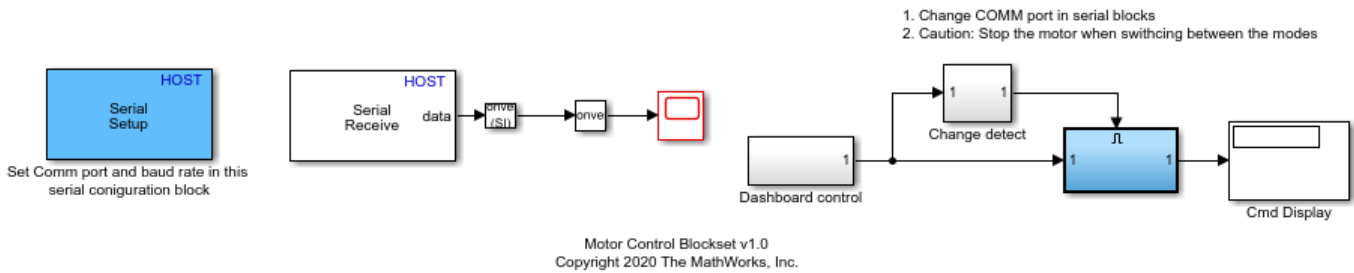 1. Change COMM port in serial blocks
2. Caution: Stop the motor when swithcing between the modes
HOST
Serial
Setup
Set Comm port and baud rate in this
serial coniguration block
HOST
Serial
Receive
data
(SI)
onve
1
1
Change detect
1
Dashboard control
1
1
Cmd Display
Motor Control Blockset v1.0
Copyright 2020 The MathWorks, Inc.